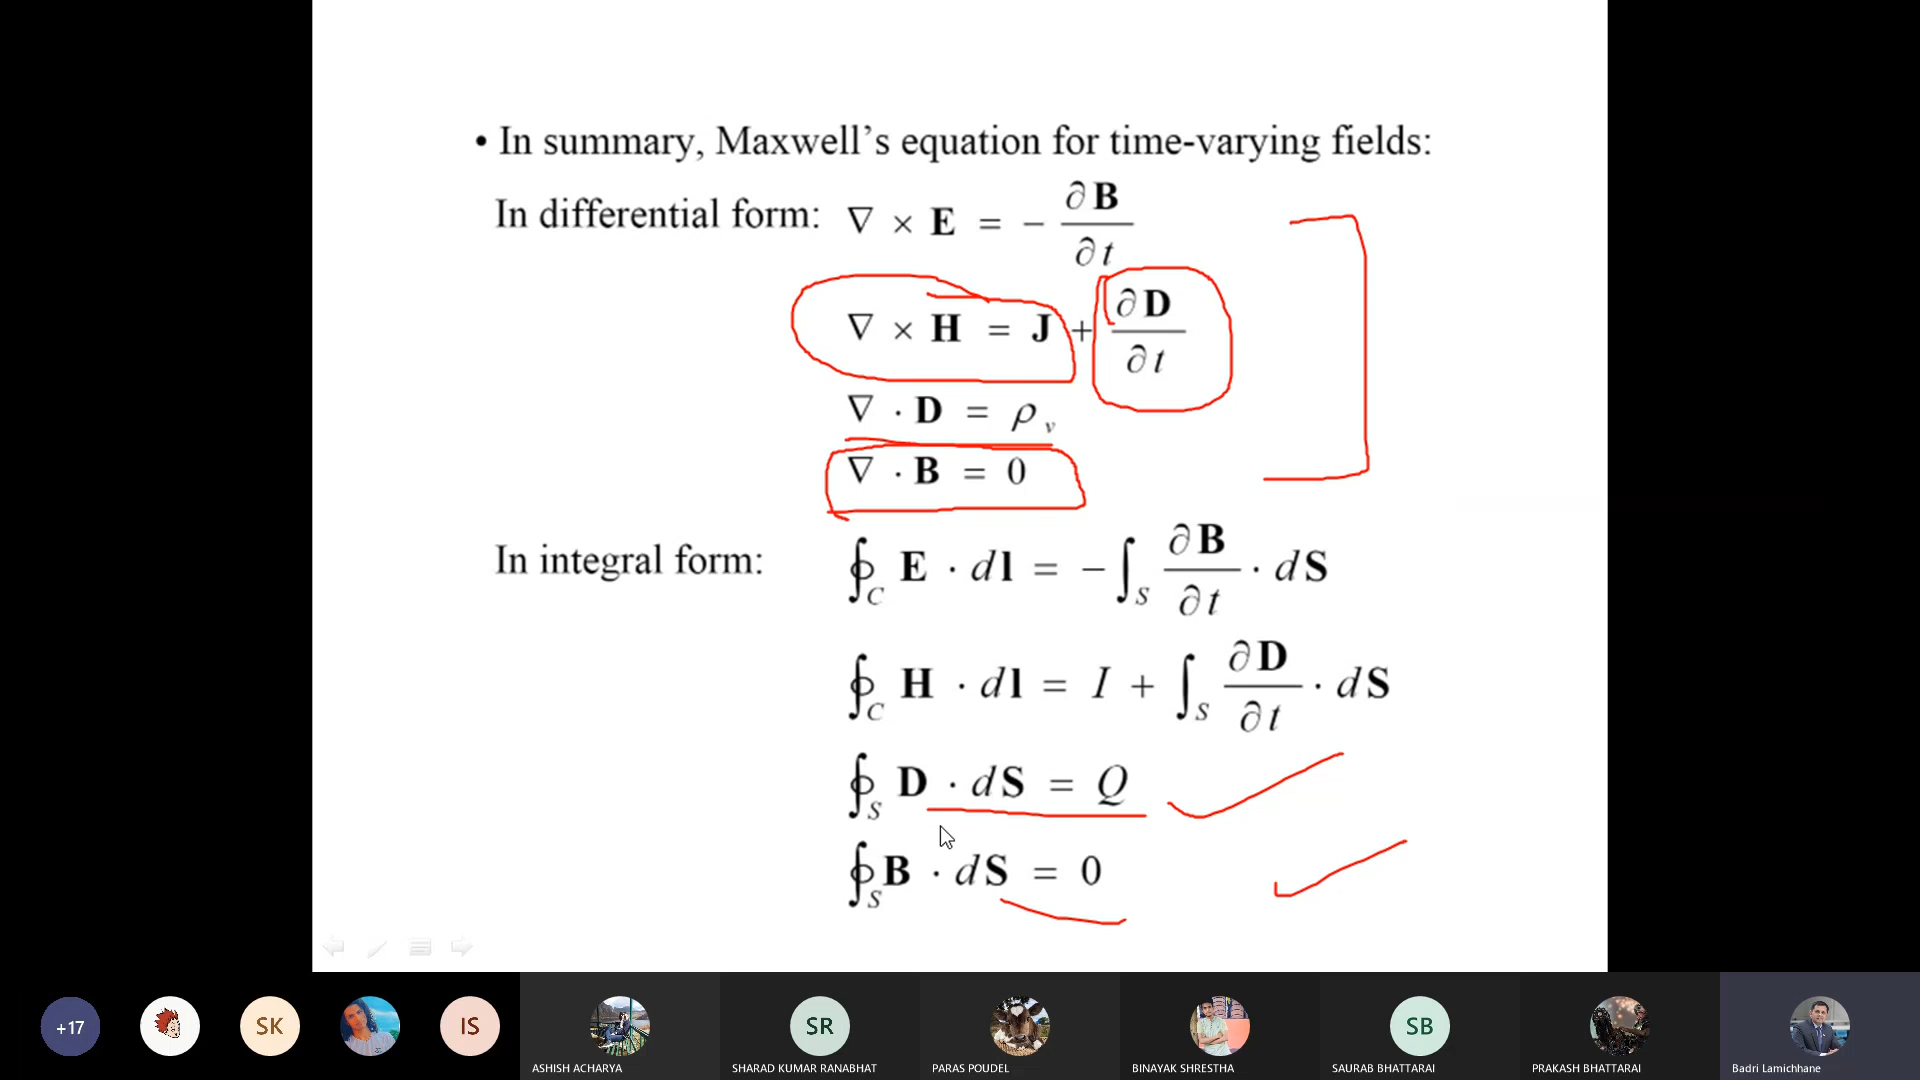 • In summary, Maxwell’s equation for time-varying fields:
In differential form: ∇ × E = − ∂B/∂t
∇ × H = J + ∂D/∂t
∇ · D = ρᵥ
∇ · B = 0
In integral form: ∮_C E · dl = − ∫_S ∂B/∂t · dS
∮_C H · dl = I + ∫_S ∂D/∂t · dS
∮_S D · dS = Q
∮_S B · dS = 0
+17 SK IS SR SB
ASHISH ACHARYA SHARAD KUMAR RANABHAT PARAS POUDEL BINAYAK SHRESTHA SAURAB BHATTARAI PRAKASH BHATTARAI Badri Lamichhane